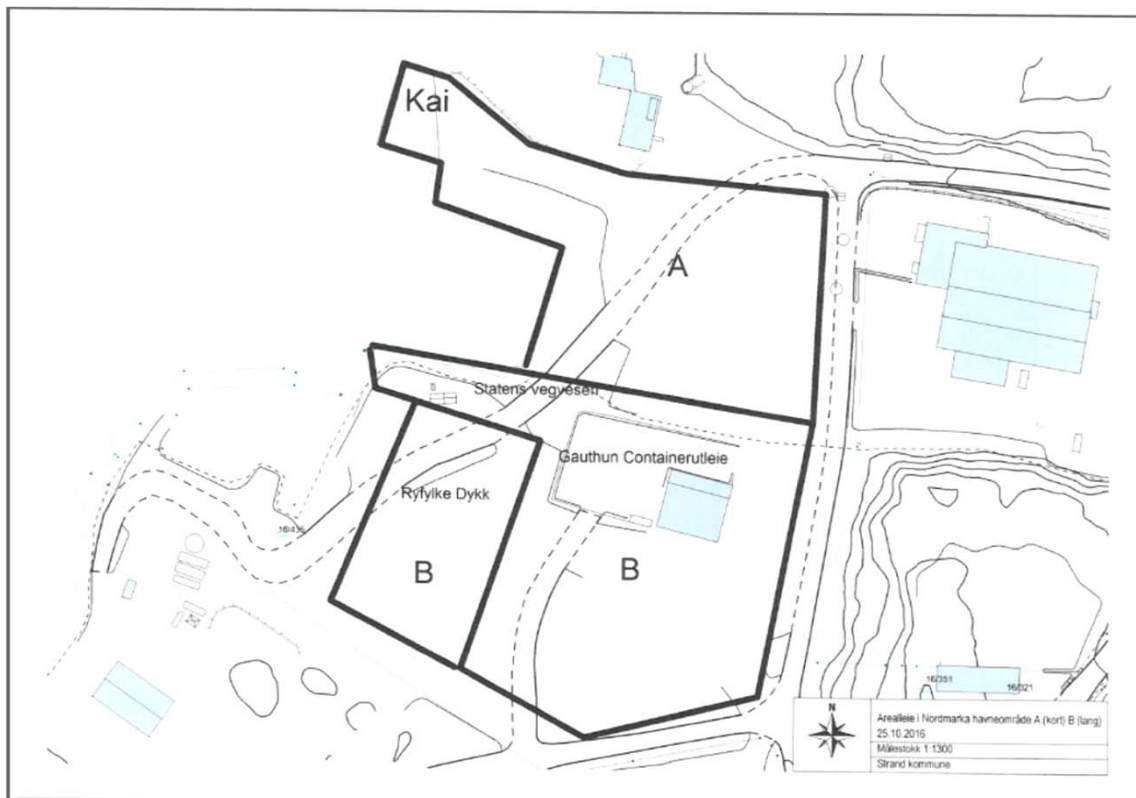 Kai
A
Statens vegvesen
Gauthun Containerutleie
Ryfylke Dykk
16/435
B
B
16/351
16/321
N
Arealleie i Nordmarka havneområde A (kort) B (lang)
25.10.2016
Målestokk 1:1300
Strand kommune